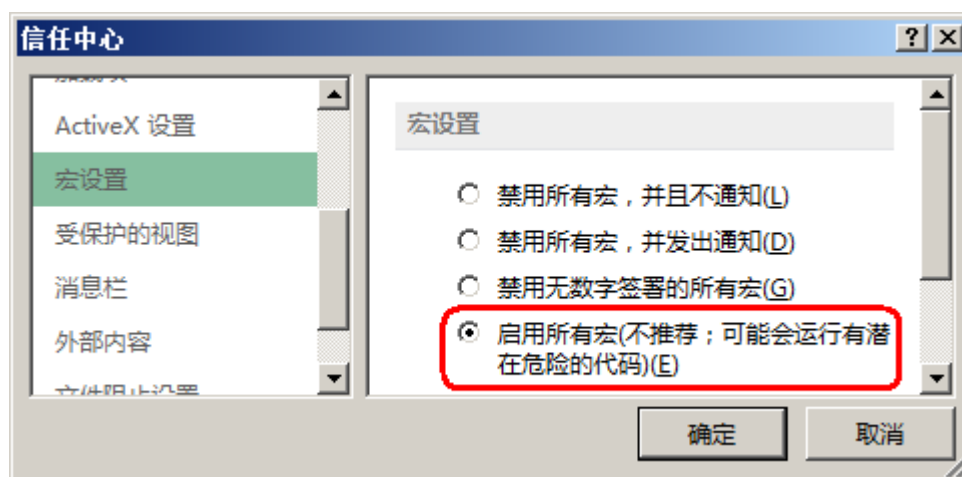 信任中心
ActiveX 设置
宏设置
受保护的视图
消息栏
外部内容
宏设置
禁用所有宏，并且不通知(L)
禁用所有宏，并发出通知(D)
禁用无数字签署的所有宏(G)
启用所有宏(不推荐；可能会运行有潜
在危险的代码)(E)
确定
取消